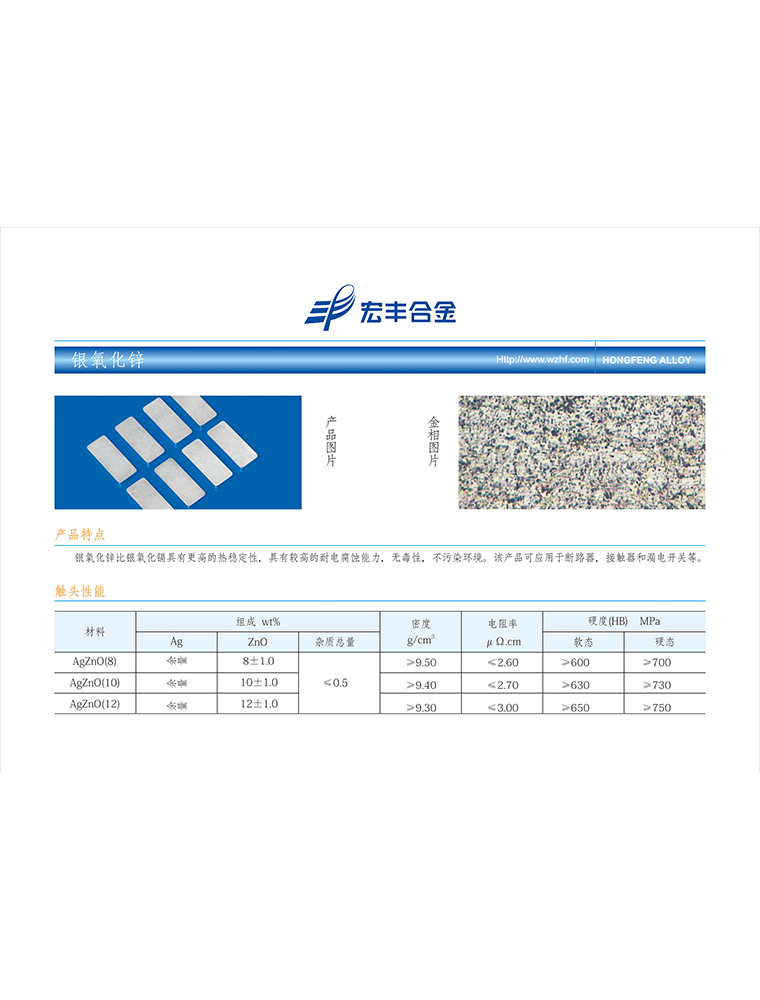 宏丰合金
银氧化锌 Http://www.wzhf.com HONGFENG ALLOY
产品图片
金相图片
产品特点
银氧化锌比银氧化镉具有更高的热稳定性，具有较高的耐电腐蚀能力，无毒性，不污染环境。该产品可应用于断路器，接触器和漏电开关等。
触头性能
材料 组成 wt% 密度 g/cm³ 电阻率 μΩ.cm 硬度(HB) MPa
Ag ZnO 杂质总量 软态 硬态
AgZnO(8) 余量 8±1.0 ≤0.5 ≥9.50 ≤2.60 ≥600 ≥700
AgZnO(10) 余量 10±1.0 ≥9.40 ≤2.70 ≥630 ≥730
AgZnO(12) 余量 12±1.0 ≥9.30 ≤3.00 ≥650 ≥750